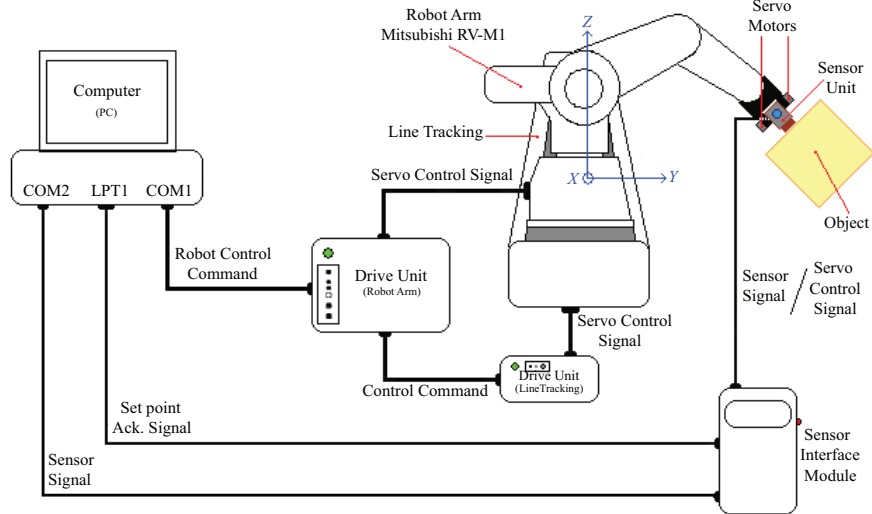 Robot Arm
Mitsubishi RV-M1
Z
Servo
Motors
Sensor
Unit
Computer
(PC)
Line Tracking
COM2 LPT1 COM1
Servo Control Signal
X
Y
Object
Robot Control
Command
Drive Unit
(Robot Arm)
Sensor
Signal
Servo
Control
Signal
Servo Control
Signal
Drive Unit
(LineTracking)
Control Command
Set point
Ack. Signal
Sensor
Signal
Sensor
Interface
Module